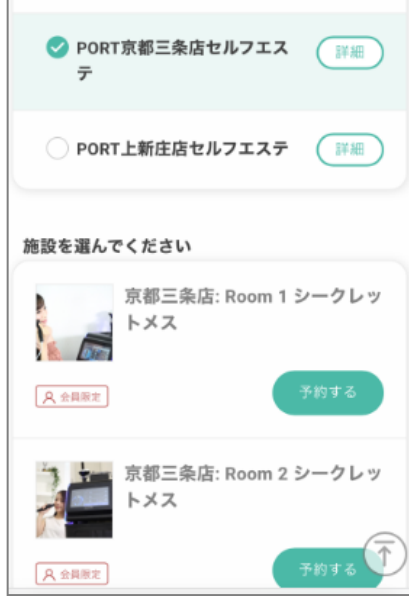 PORT京都三条店セルフエス
テ
詳細
PORT上新庄店セルフエステ
詳細
施設を選んでください
京都三条店: Room 1 シークレッ
トメス
会員限定
予約する
京都三条店: Room 2 シークレッ
トメス
会員限定
予約する